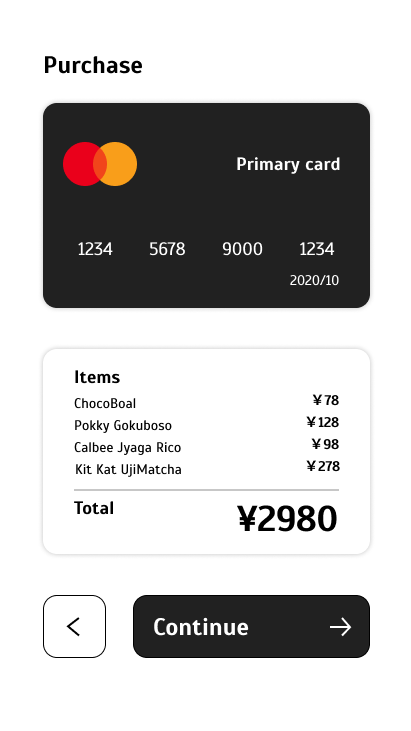 Purchase
Primary card
1234 5678 9000 1234
2020/10
Items
ChocoBoal ¥78
Pokky Gokuboso ¥128
Calbee Jyaga Rico ¥98
Kit Kat UjiMatcha ¥278
Total ¥2980
Continue